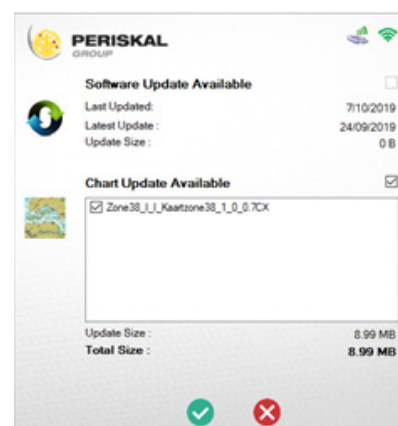 PERISKAL
GROUP
Software Update Available
Last Updated: 7/10/2019
Latest Update : 24/09/2019
Update Size : 0 B
Chart Update Available
Zone38_I_I_Kaartzone38_1_0_0.7CX
Update Size : 8.99 MB
Total Size : 8.99 MB